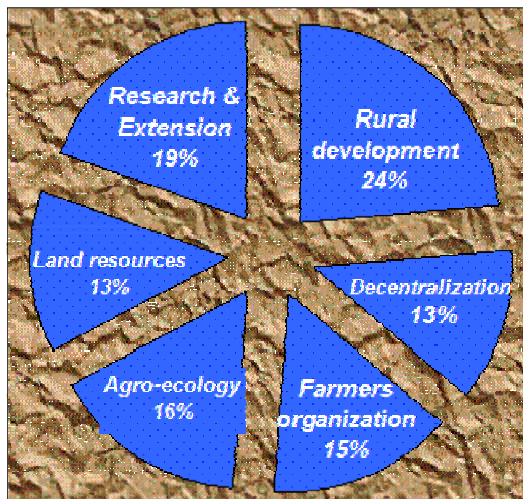 Research &
Extension
19%
Rural
development
24%
Land resources
13%
Decentralization
13%
Agro-ecology
16%
Farmers
organization
15%